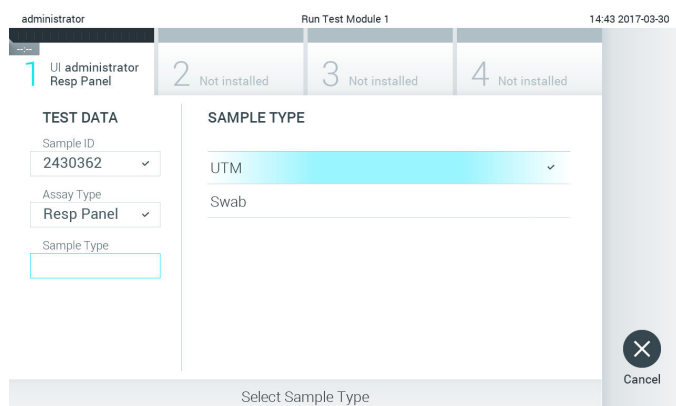 administrator
Run Test Module 1
14:43 2017-03-30
--:--
1 UI administrator
Resp Panel
2 Not installed
3 Not installed
4 Not installed
TEST DATA
Sample ID
2430362
Assay Type
Resp Panel
Sample Type
SAMPLE TYPE
UTM
Swab
Cancel
Select Sample Type